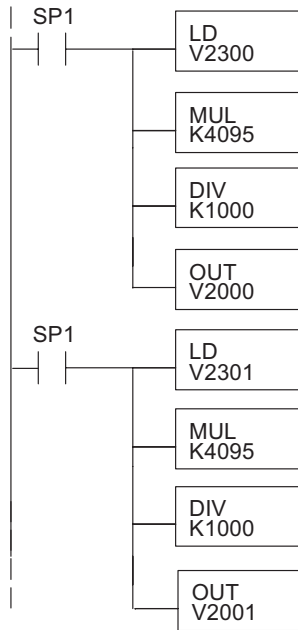 SP1
LD
V2300
MUL
K4095
DIV
K1000
OUT
V2000
SP1
LD
V2301
MUL
K4095
DIV
K1000
OUT
V2001